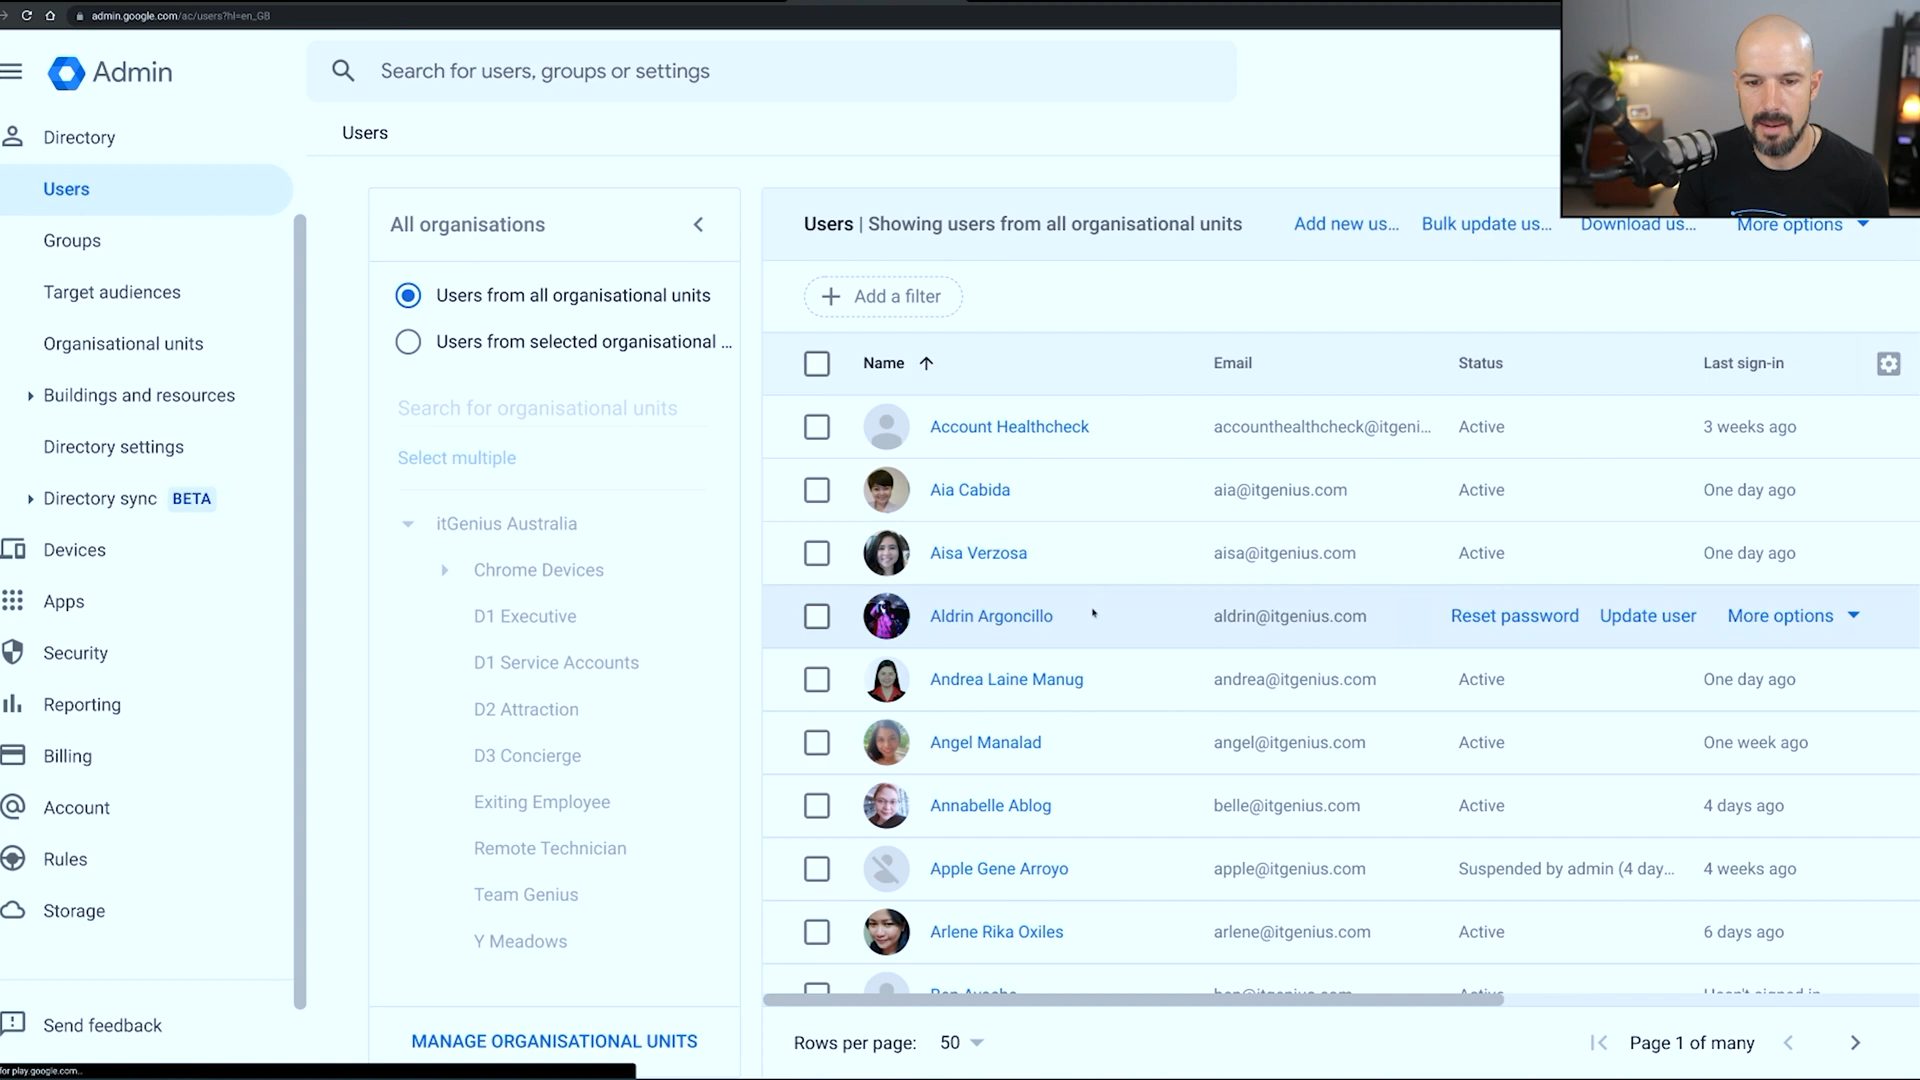 admin.google.com/ac/users?hl=en_GB
Admin
Search for users, groups or settings
Directory
Users
Groups
Target audiences
Organisational units
Buildings and resources
Directory settings
Directory sync BETA
Devices
Apps
Security
Reporting
Billing
Account
Rules
Storage
Send feedback
for play.google.com...
Users
All organisations
Users from all organisational units
Users from selected organisational ...
Search for organisational units
Select multiple
itGenius Australia
Chrome Devices
D1 Executive
D1 Service Accounts
D2 Attraction
D3 Concierge
Exiting Employee
Remote Technician
Team Genius
Y Meadows
MANAGE ORGANISATIONAL UNITS
Users | Showing users from all organisational units Add new us... Bulk update us... Download us... More options
Add a filter
Name Email Status Last sign-in
Account Healthcheck accounthealthcheck@itgeni... Active 3 weeks ago
Aia Cabida aia@itgenius.com Active One day ago
Aisa Verzosa aisa@itgenius.com Active One day ago
Aldrin Argoncillo aldrin@itgenius.com Reset password Update user More options
Andrea Laine Manug andrea@itgenius.com Active One day ago
Angel Manalad angel@itgenius.com Active One week ago
Annabelle Ablog belle@itgenius.com Active 4 days ago
Apple Gene Arroyo apple@itgenius.com Suspended by admin (4 day... 4 weeks ago
Arlene Rika Oxiles arlene@itgenius.com Active 6 days ago
Rows per page: 50 Page 1 of many